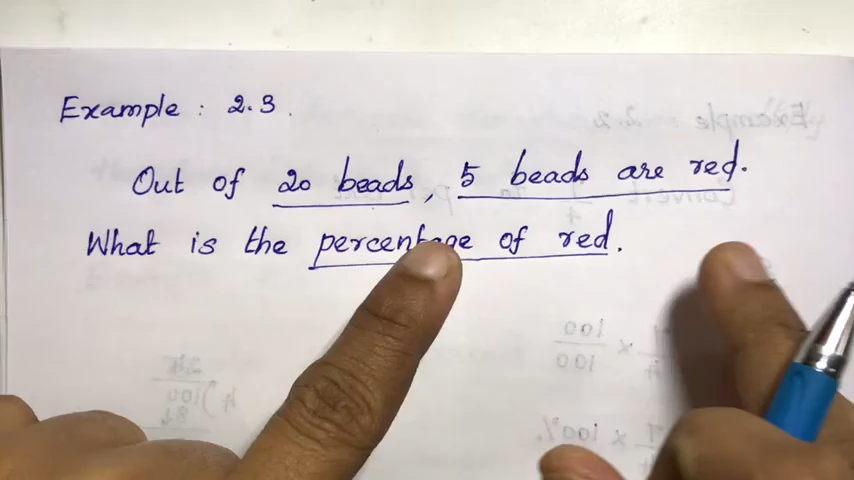 Example : 2.3.
Out of 20 beads, 5 beads are red.
What is the percentage of red.